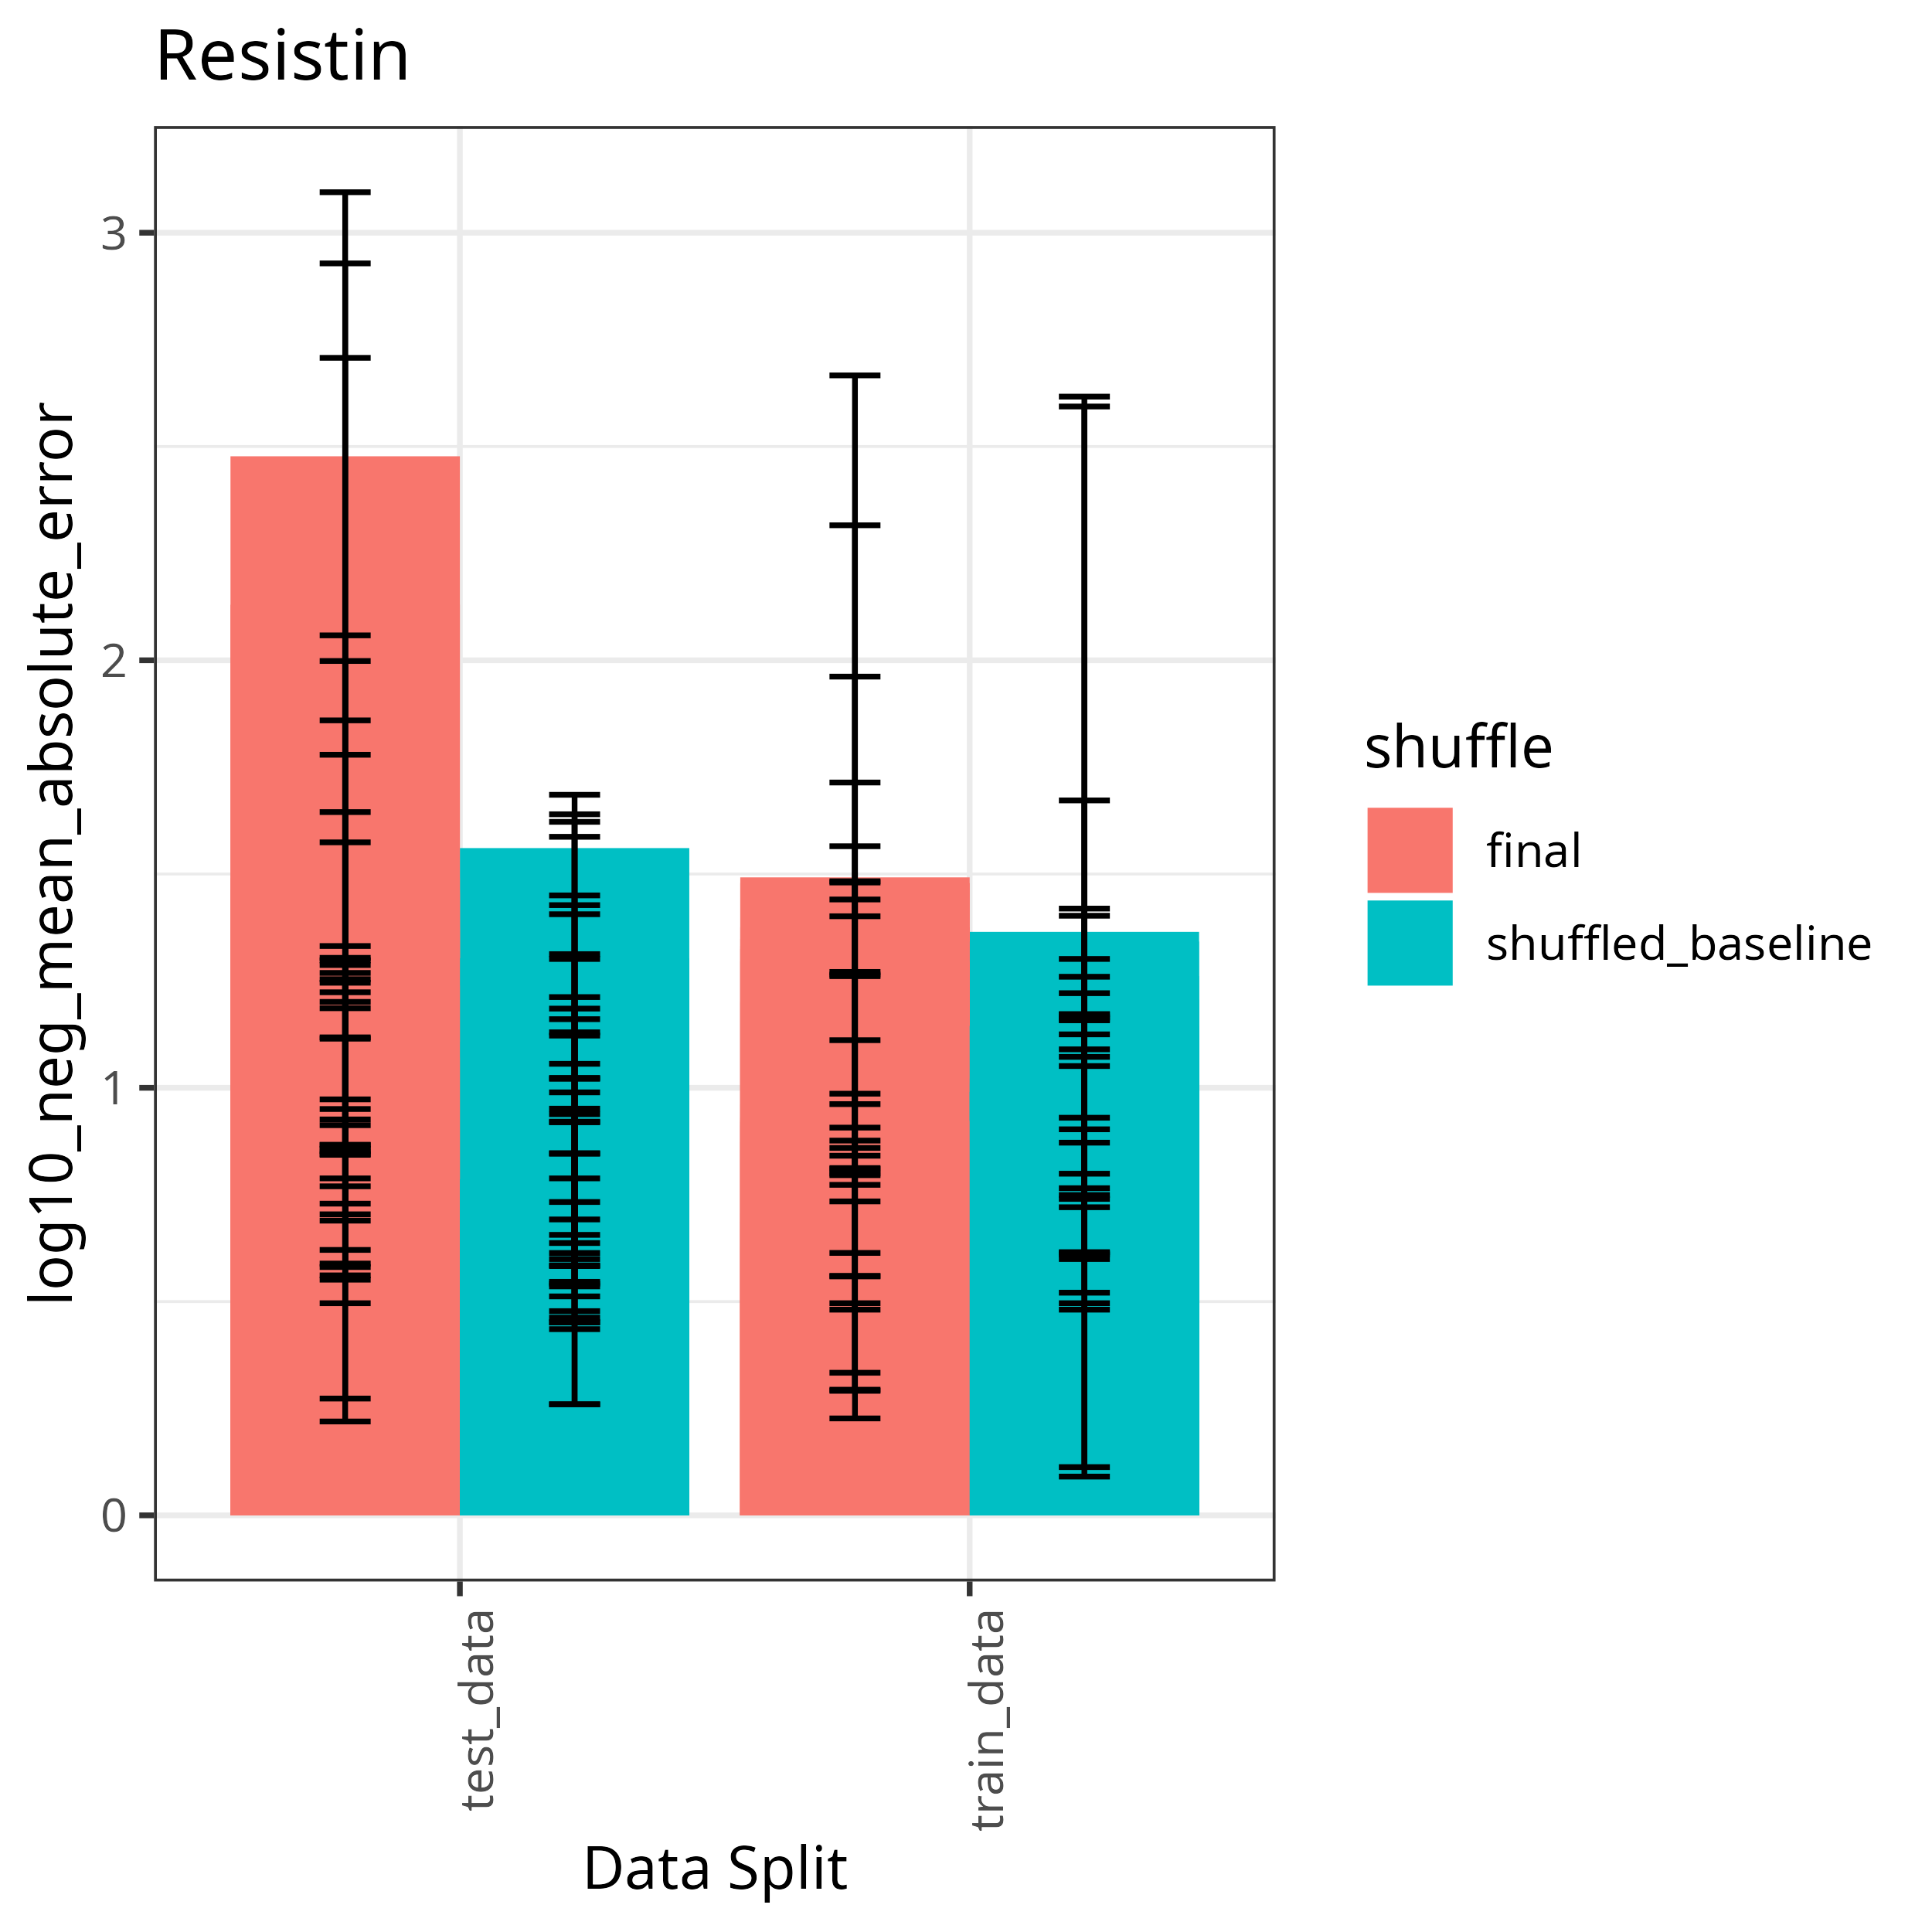 Resistin
log10_neg_mean_absolute_error
3
2
1
0
test_data
train_data
Data Split
shuffle
final
shuffled_baseline